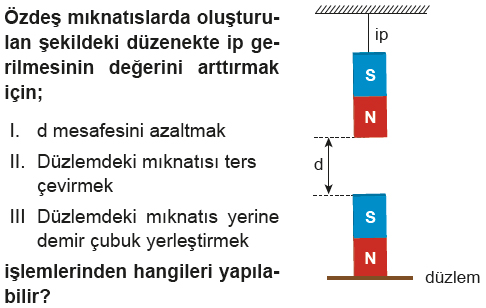 Özdeş mıknatıslarda oluşturu-
lan şekildeki düzenekte ip ge-
rilmesinin değerini arttırmak
için;
I. d mesafesini azaltmak
II. Düzlemdeki mıknatısı ters
çevirmek
III Düzlemdeki mıknatıs yerine
demir çubuk yerleştirmek
işlemlerinden hangileri yapıla-
bilir?
ip
S
N
d
S
N
düzlem